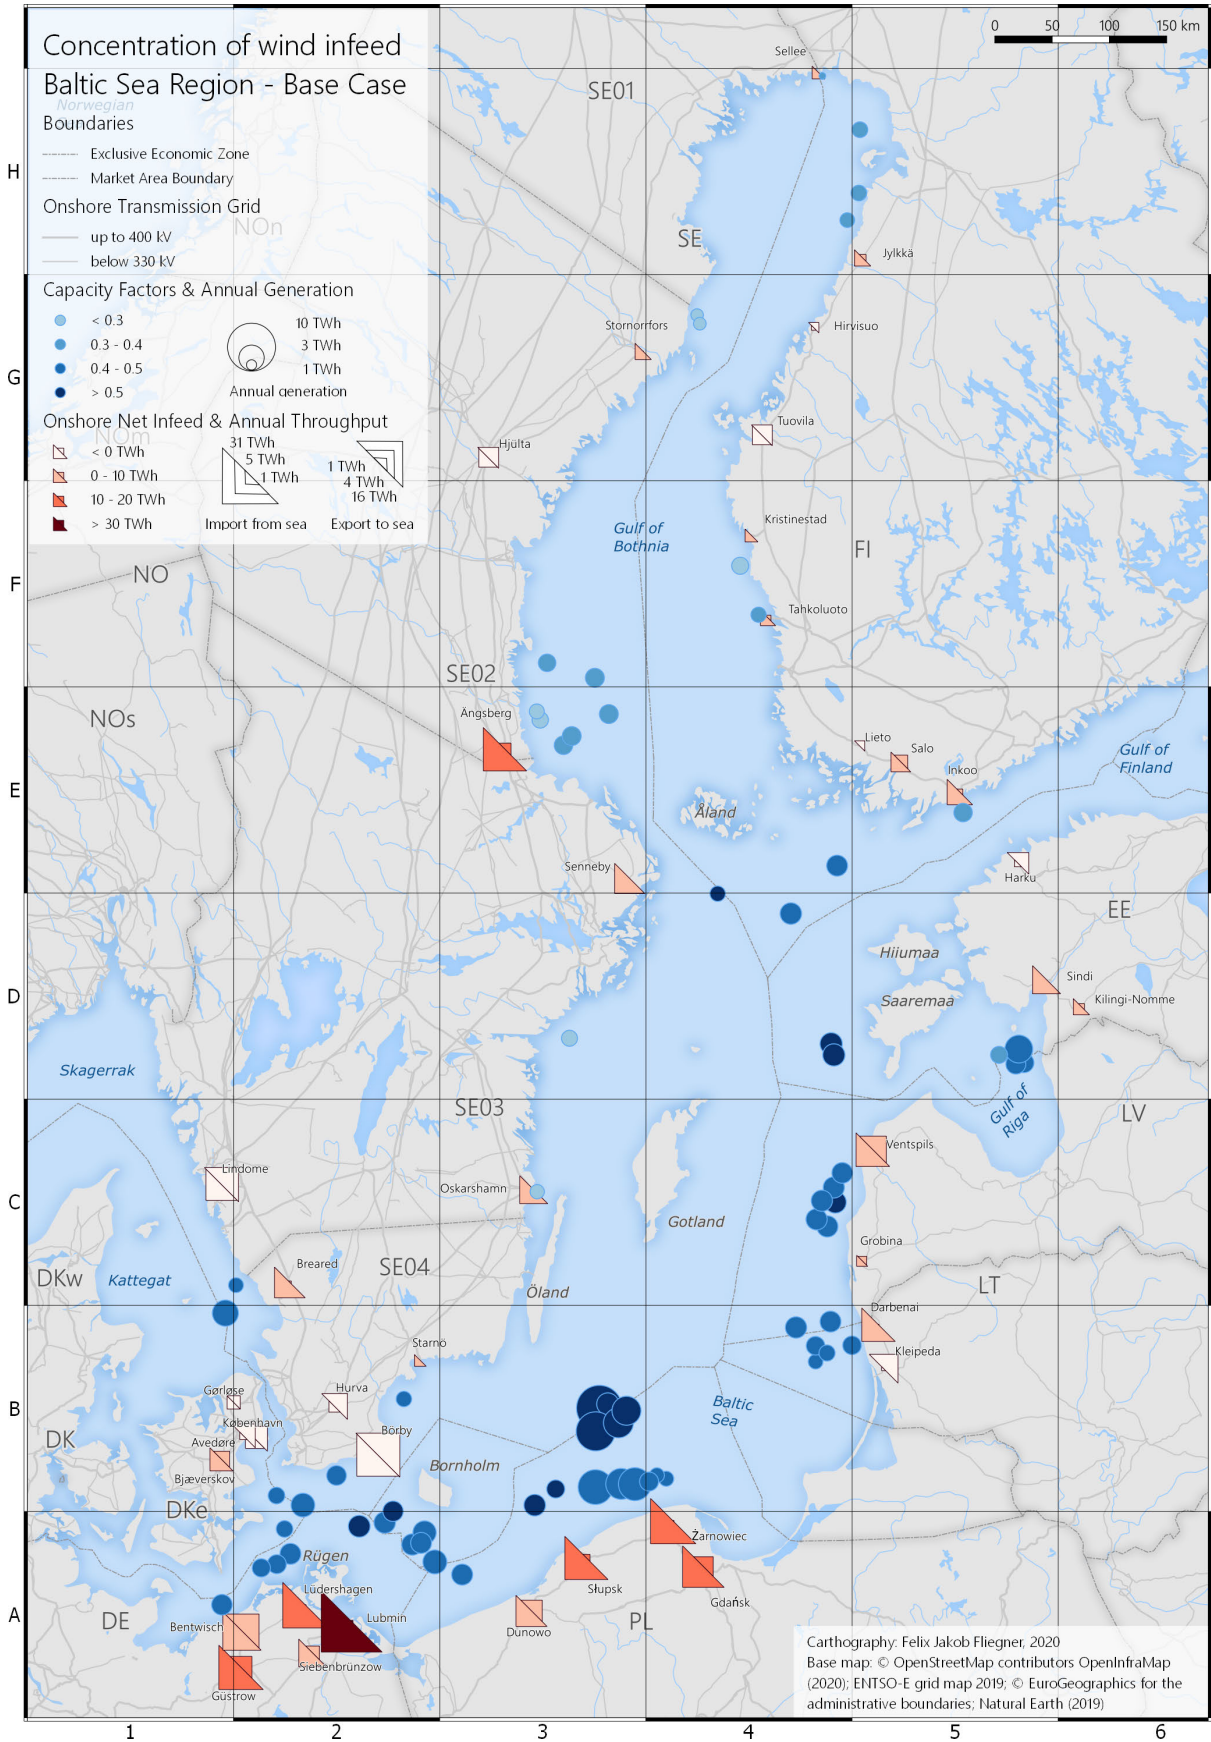 Concentration of wind infeed
Baltic Sea Region - Base Case
Norwegian
Boundaries
Exclusive Economic Zone
Market Area Boundary
Onshore Transmission Grid
NOn
up to 400 kV
below 330 kV
Capacity Factors & Annual Generation
< 0.3
0.3 - 0.4
0.4 - 0.5
> 0.5
10 TWh
3 TWh
1 TWh
Annual generation
Onshore Net Infeed & Annual Throughput
NOm
< 0 TWh
0 - 10 TWh
10 - 20 TWh
> 30 TWh
31 TWh
5 TWh
1 TWh
1 TWh
4 TWh
16 TWh
Import from sea
Export to sea
0 50 100 150 km
Sellee
SE01
H
SE
Jylkkä
Stornorrfors
Hirvisuo
G
Tuovila
Hjülta
Kristinestad
Gulf of
Bothnia
FI
NO
F
Tahkoluoto
SE02
Ängsberg
NOs
Lieto
Salo
Inkoo
Gulf of
Finland
E
Åland
Senneby
Harku
EE
Hiiumaa
Sindi
D
Saaremaa
Kilingi-Nomme
Skagerrak
SE03
Gulf of
Riga
LV
Ventspils
Lindome
Oskarshamn
C
Gotland
Grobina
Breared
SE04
DKw
Kattegat
Öland
LT
Darbenai
Starnö
Kleipeda
Gørløse
Hurva
B
Baltic
Sea
København
Börby
DK
Avedøre
Bjæverskov
Bornholm
DKe
Żarnowiec
Rügen
Lüdershagen
Słupsk
Gdańsk
A
DE
Bentwisch
Lubmin
Dunowo
PL
Siebenbrünzow
Güstrow
Carthography: Felix Jakob Fliegner, 2020
Base map: © OpenStreetMap contributors OpenInfraMap
(2020); ENTSO-E grid map 2019; © EuroGeographics for the
administrative boundaries; Natural Earth (2019)
1 2 3 4 5 6